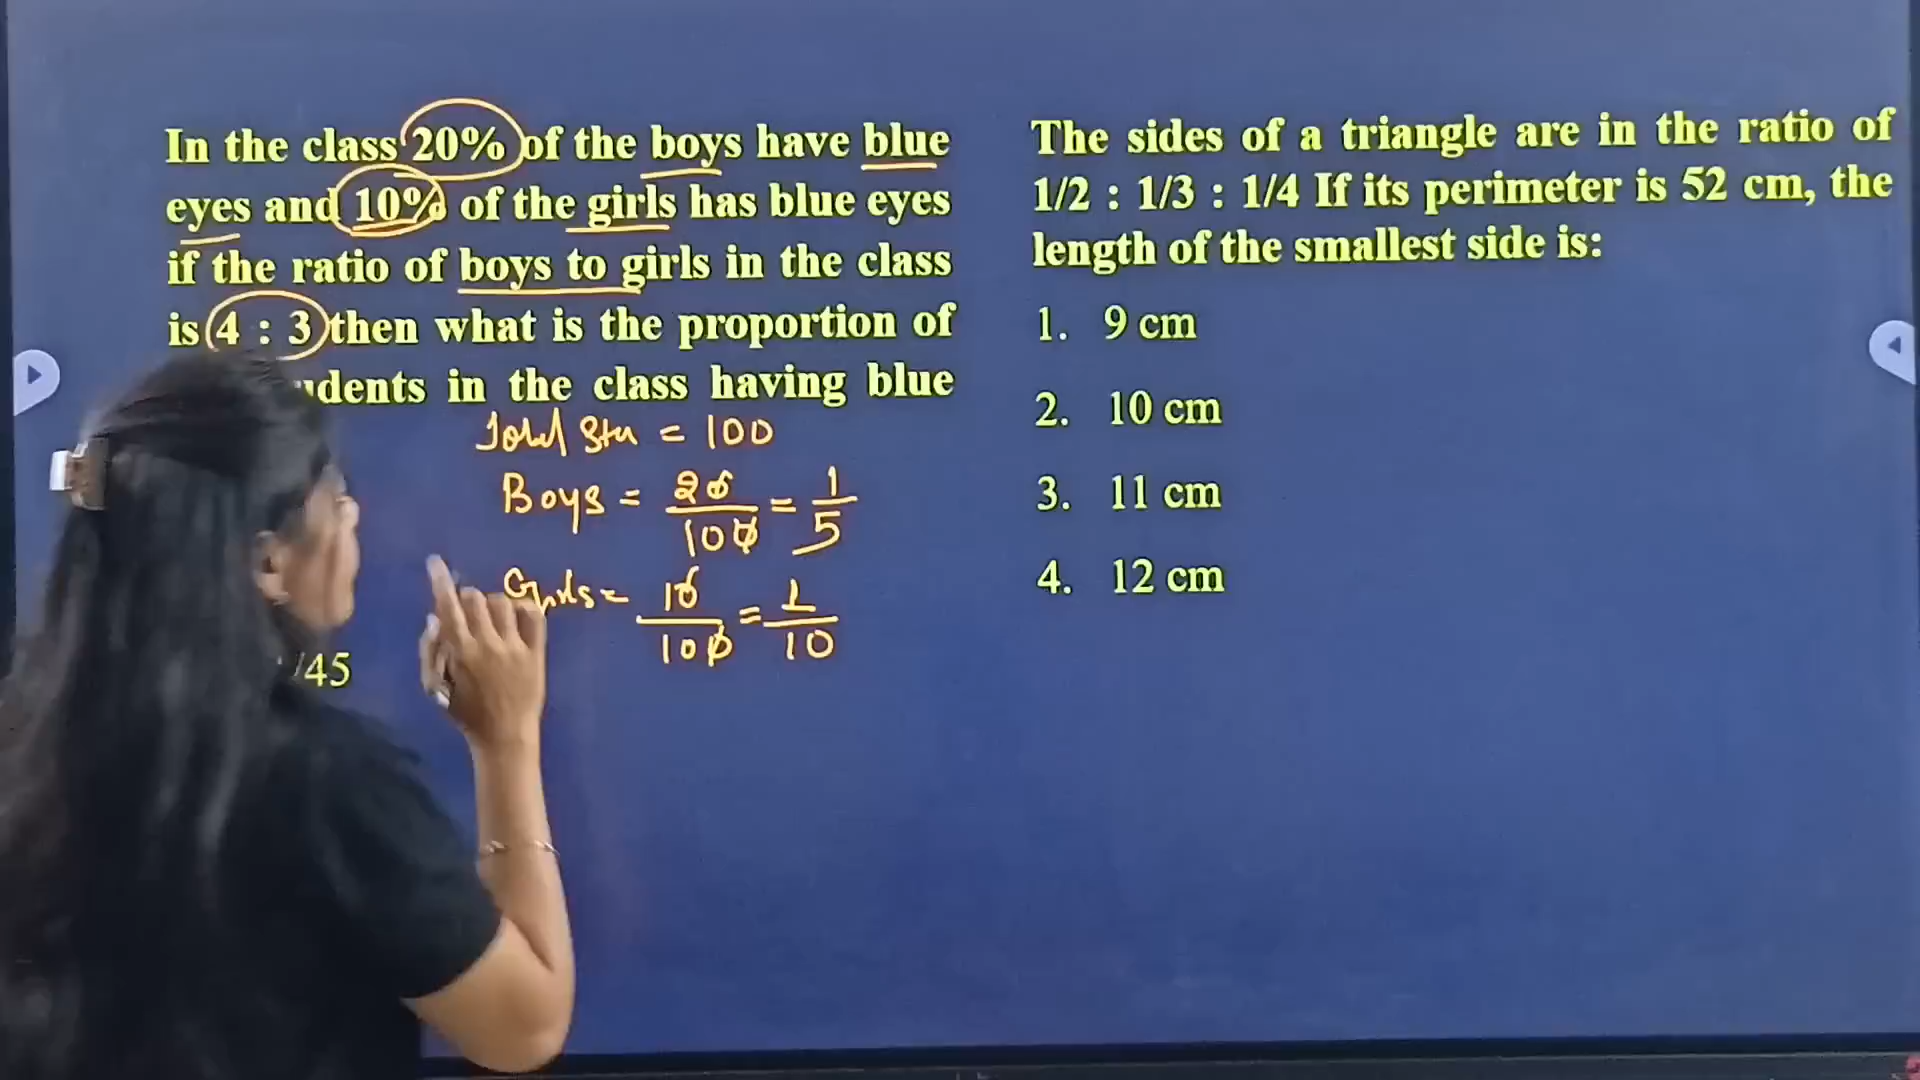 In the class 20% of the boys have blue
eyes and 10% of the girls has blue eyes
if the ratio of boys to girls in the class
is 4 : 3 then what is the proportion of
dents in the class having blue
= 100
Boys = 20/100 = 1/5
Girls = 10/100 = 1/10
/45
The sides of a triangle are in the ratio of
1/2 : 1/3 : 1/4 If its perimeter is 52 cm, the
length of the smallest side is:
1. 9 cm
2. 10 cm
3. 11 cm
4. 12 cm